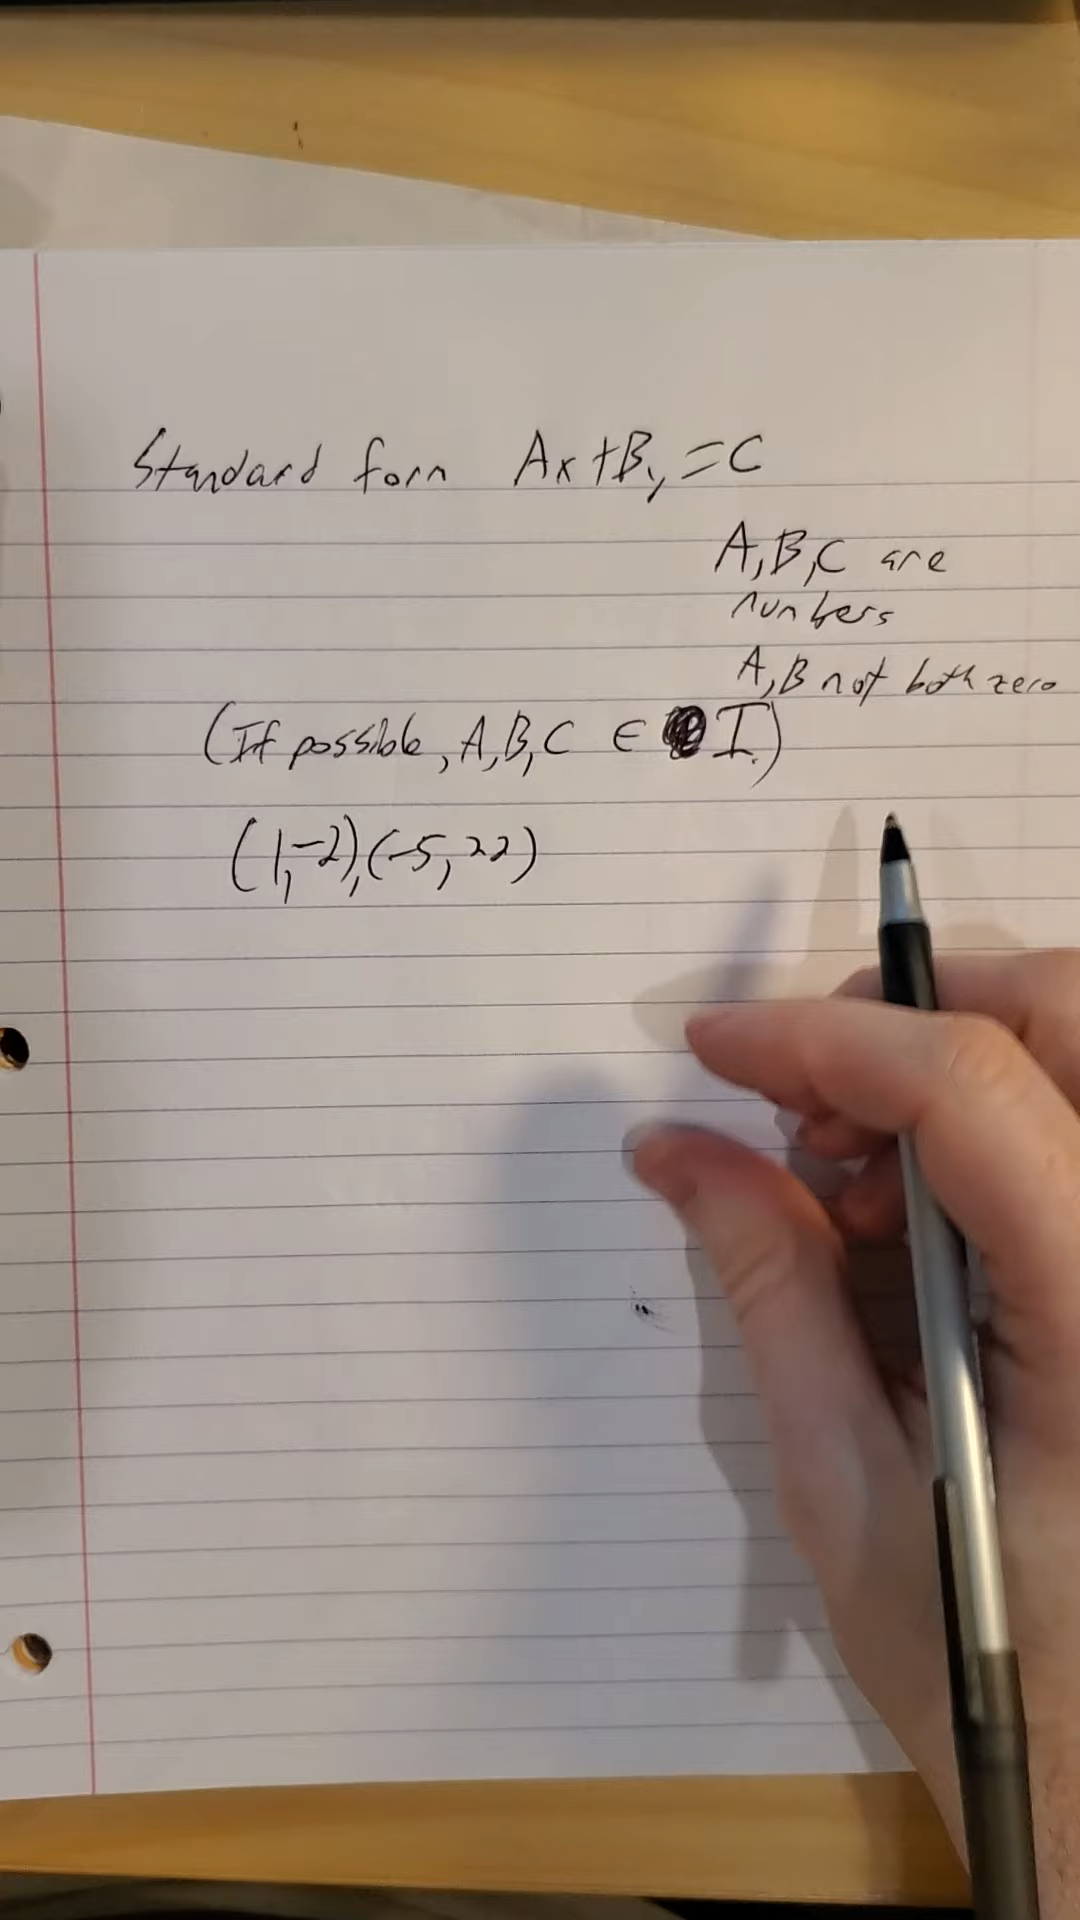 Standard form Ax+By=C
A,B,C are
numbers
A,B not both zero
(If possible, A,B,C ∈ I.)
(1,-2),(-5,22)